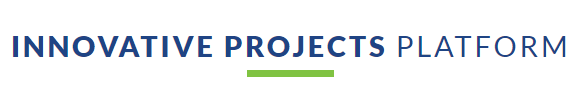 INNOVATIVE PROJECTS PLATFORM